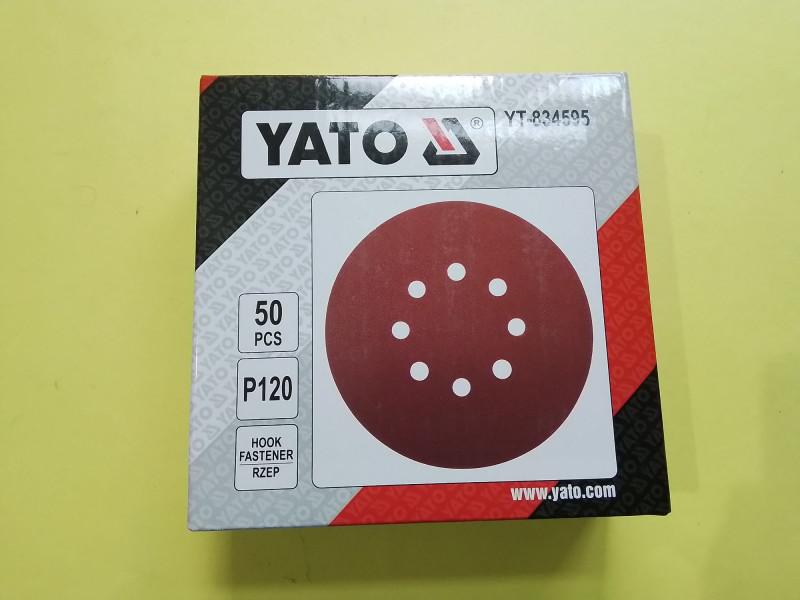 YATO ®
YT-834595
50
PCS
P120
HOOK
FASTENER
RZEP
www.yato.com